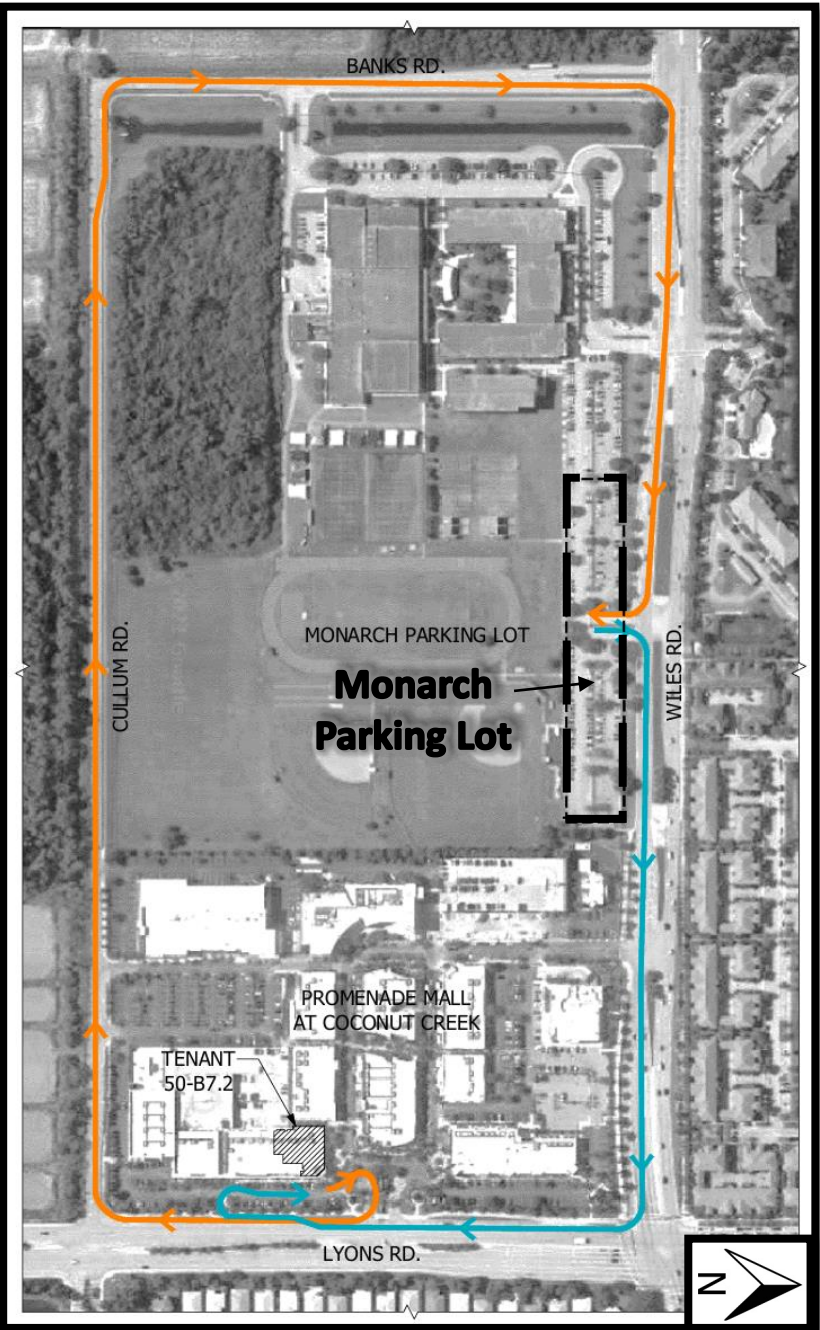 BANKS RD.
CULLUM RD.
MONARCH PARKING LOT
Monarch
Parking Lot
WILES RD.
PROMENADE MALL
AT COCONUT CREEK
TENANT
50-B7.2
LYONS RD.
N